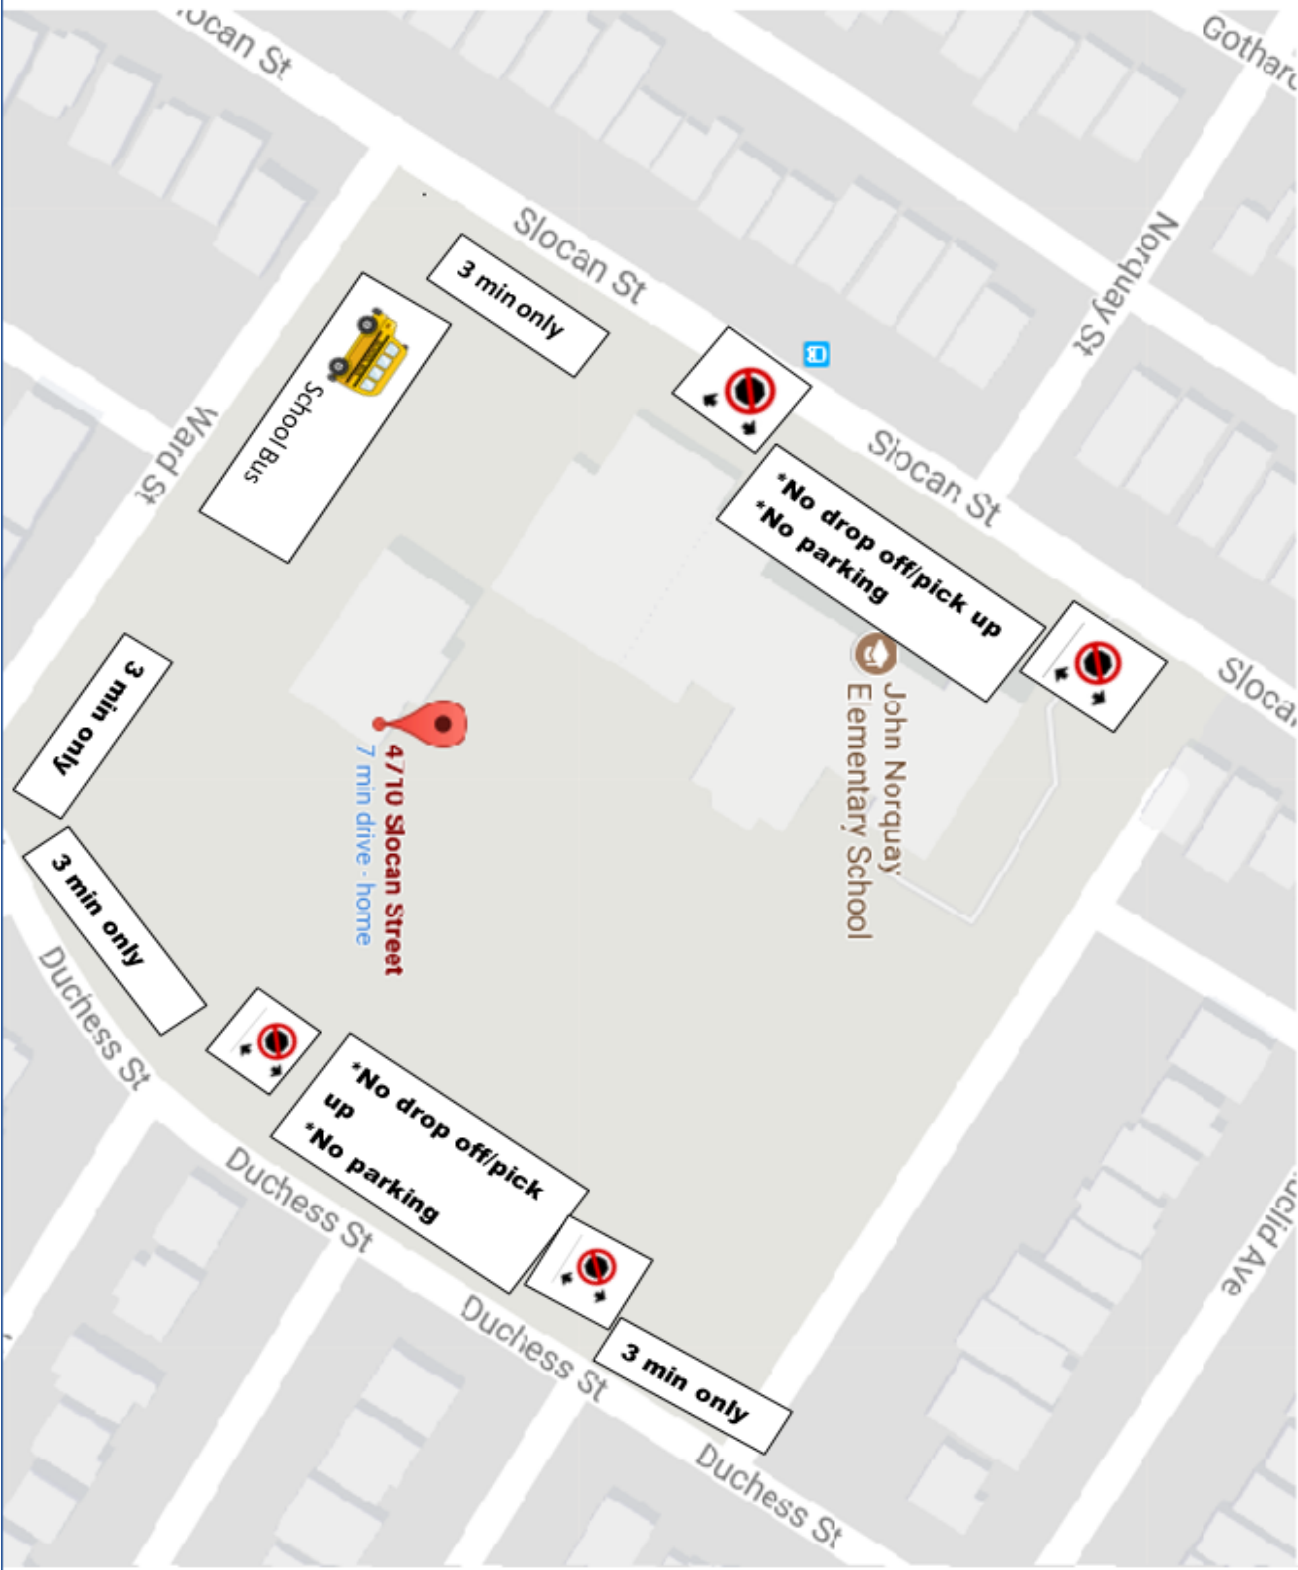 Slocan St
Gothard
3 min only
Slocan St
Norquay St
School Bus
Ward St
Slocan St
*No drop off/pick up
*No parking
Slocan
3 min only
John Norquay
Elementary School
4710 Slocan Street
7 min drive - home
3 min only
Duchess St
*No drop off/pick
up
*No parking
Duchess St
Duchess St
3 min only
Euclid Ave
Duchess St